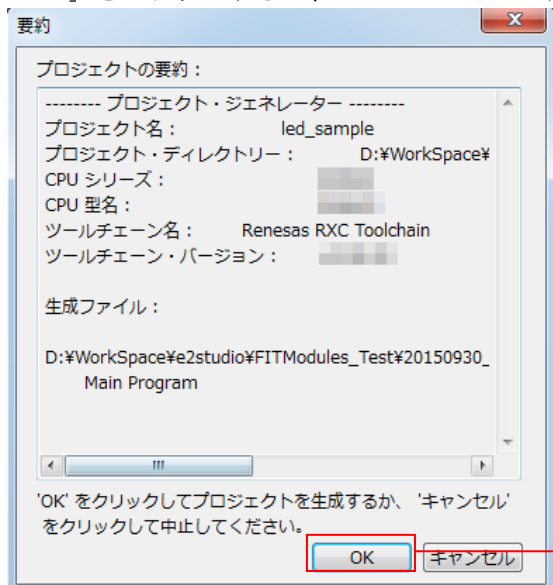 要約
プロジェクトの要約：
-------- プロジェクト・ジェネレーター --------
プロジェクト名： led_sample
プロジェクト・ディレクトリー： D:¥WorkSpace¥
CPU シリーズ：
CPU 型名：
ツールチェーン名： Renesas RXC Toolchain
ツールチェーン・バージョン：
生成ファイル：
D:¥WorkSpace¥e2studio¥FITModules_Test¥20150930_
Main Program
'OK' をクリックしてプロジェクトを生成するか、 'キャンセル'
をクリックして中止してください。
OK キャンセル